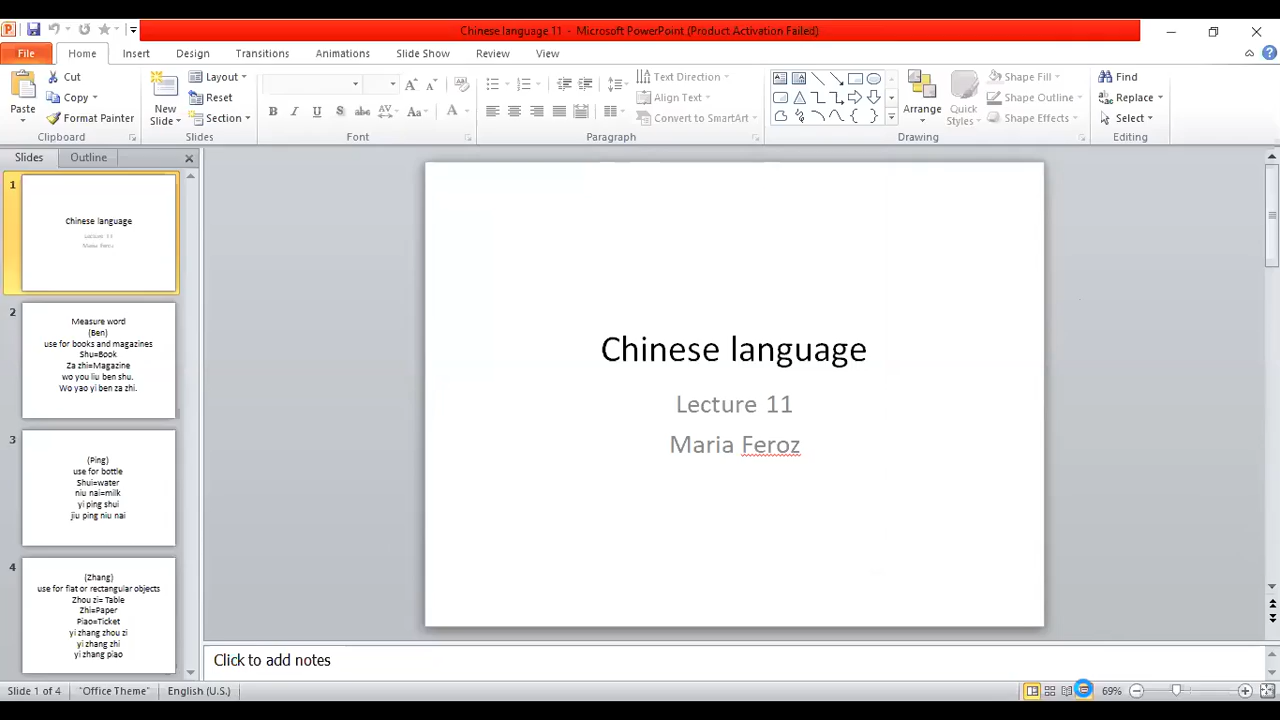 Chinese language 11 - Microsoft PowerPoint (Product Activation Failed)
File Home Insert Design Transitions Animations Slide Show Review View
Paste
Cut
Copy
Format Painter
Clipboard
New Slide
Layout
Reset
Section
Slides
Font
Text Direction
Align Text
Convert to SmartArt
Paragraph
Arrange
Quick Styles
Shape Fill
Shape Outline
Shape Effects
Drawing
Find
Replace
Select
Editing
Slides Outline
1
Chinese language
Lecture 11
Maria Feroz
2
Measure word
(Ben)
use for books and magazines
Shu=Book
Za zhi=Magazine
wo you liu ben shu.
Wo yao yi ben za zhi.
3
(Ping)
use for bottle
Shui=water
niu nai=milk
yi ping shui
jiu ping niu nai
4
(Zhang)
use for flat or rectangular objects
Zhou zi= Table
Zhi=Paper
Piao=Ticket
yi zhang zhou zi
yi zhang zhi
yi zhang piao
Chinese language
Lecture 11
Maria Feroz
Click to add notes
Slide 1 of 4 "Office Theme" English (U.S.) 69%